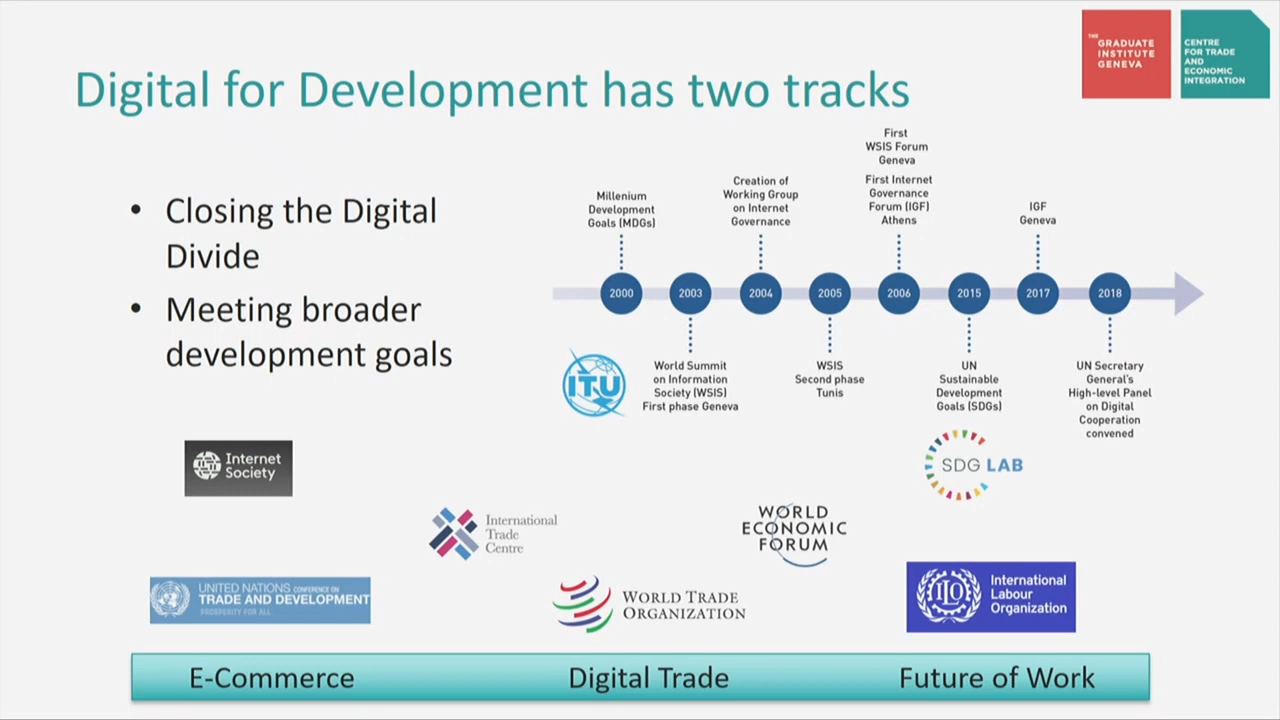 THE
GRADUATE
INSTITUTE
GENEVA
CENTRE
FOR TRADE
AND
ECONOMIC
INTEGRATION
Digital for Development has two tracks
• Closing the Digital
Divide
• Meeting broader
development goals
Millenium
Development
Goals (MDGs)
Creation of
Working Group
on Internet
Governance
First
WSIS Forum
Geneva
First Internet
Governance
Forum (IGF)
Athens
IGF
Geneva
2000
2003
2004
2005
2006
2015
2017
2018
World Summit
on Information
Society (WSIS)
First phase Geneva
WSIS
Second phase
Tunis
UN
Sustainable
Development
Goals (SDGs)
UN Secretary
General's
High-level Panel
on Digital
Cooperation
convened
ITU
Internet
Society
SDG LAB
International
Trade
Centre
WORLD
ECONOMIC
FORUM
UNITED NATIONS CONFERENCE ON
TRADE AND DEVELOPMENT
PROSPERITY FOR ALL
WORLD TRADE
ORGANIZATION
ILO
International
Labour
Organization
E-Commerce
Digital Trade
Future of Work